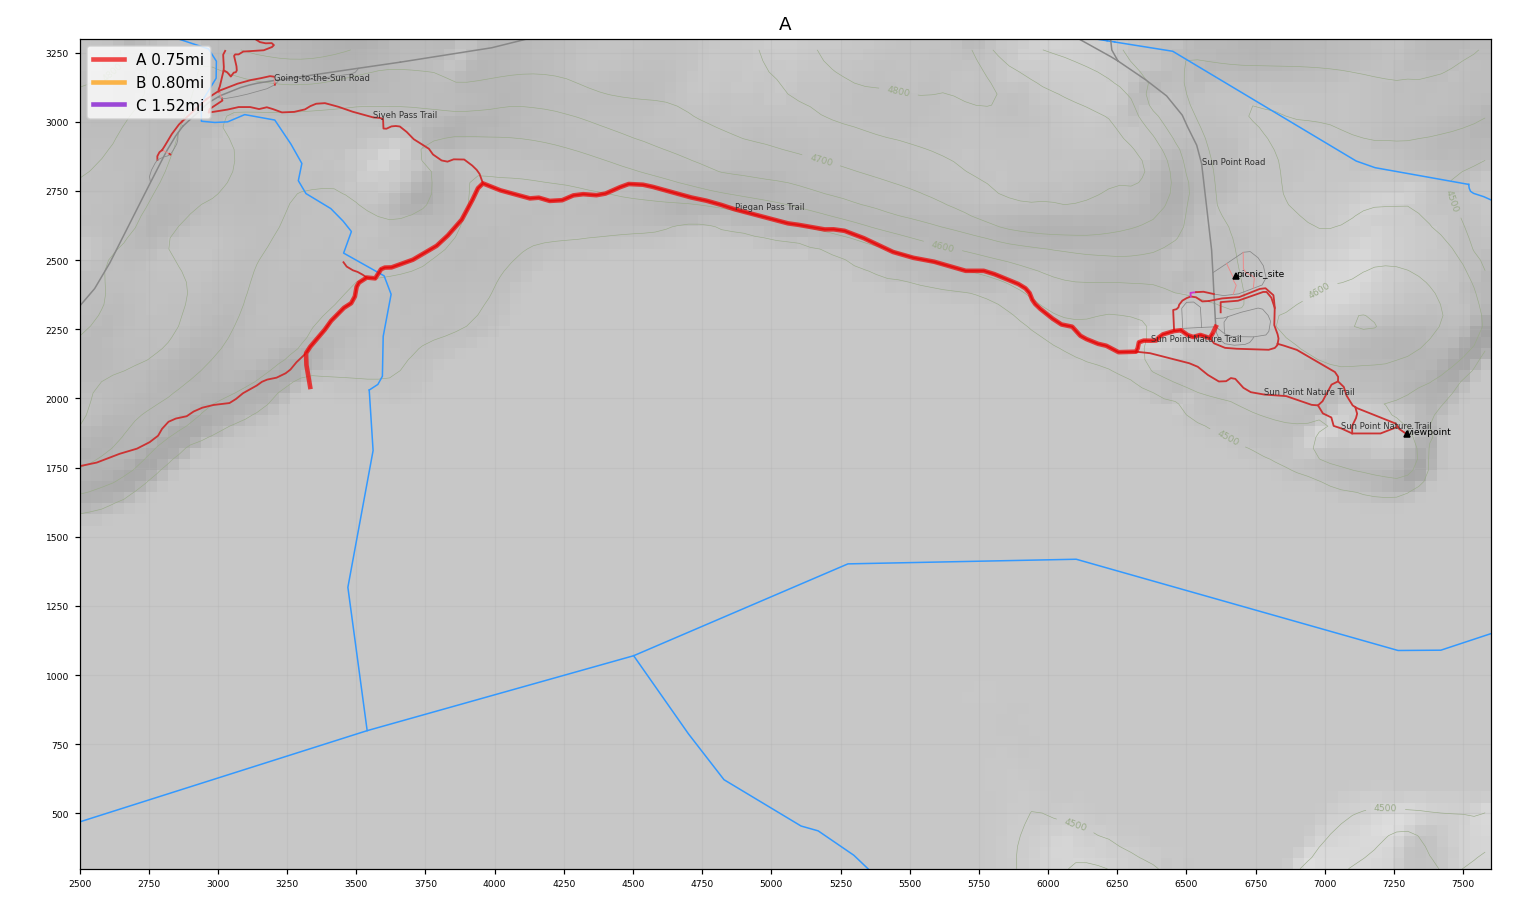 A
A 0.75mi
B 0.80mi
C 1.52mi
Going-to-the-Sun Road
Siyeh Pass Trail
4800
4700
Sun Point Road
4500
Piegan Pass Trail
4600
picnic_site
4600
Sun Point Nature Trail
Sun Point Nature Trail
Sun Point Nature Trail
viewpoint
4500
4500
4500
3250
3000
2750
2500
2250
2000
1750
1500
1250
1000
750
500
2500 2750 3000 3250 3500 3750 4000 4250 4500 4750 5000 5250 5500 5750 6000 6250 6500 6750 7000 7250 7500